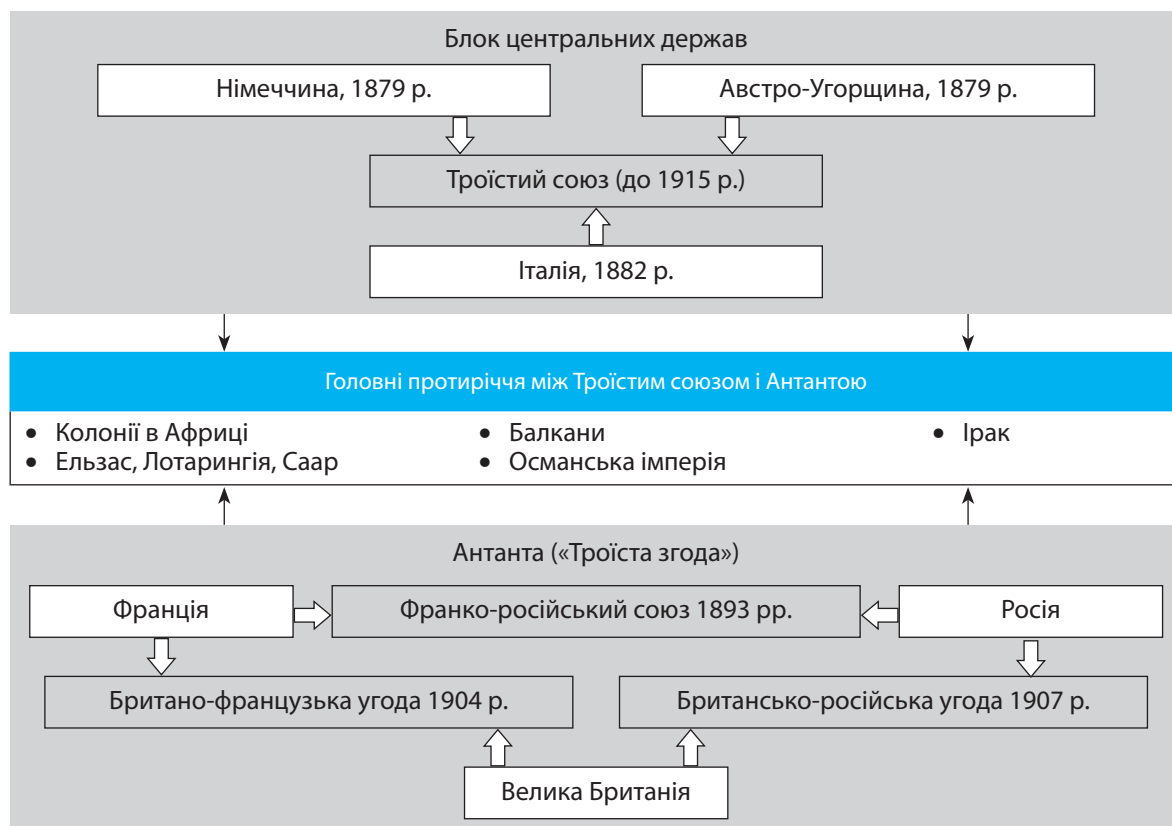 Блок центральних держав
Німеччина, 1879 р.
Австро-Угорщина, 1879 р.
Троїстий союз (до 1915 р.)
Італія, 1882 р.
Головні протиріччя між Троїстим союзом і Антантою
• Колонії в Африці
• Ельзас, Лотарингія, Саар
• Балкани
• Османська імперія
• Ірак
Антанта («Троїста згода»)
Франція
Франко-російський союз 1893 рр.
Росія
Британо-французька угода 1904 р.
Британсько-російська угода 1907 р.
Велика Британія